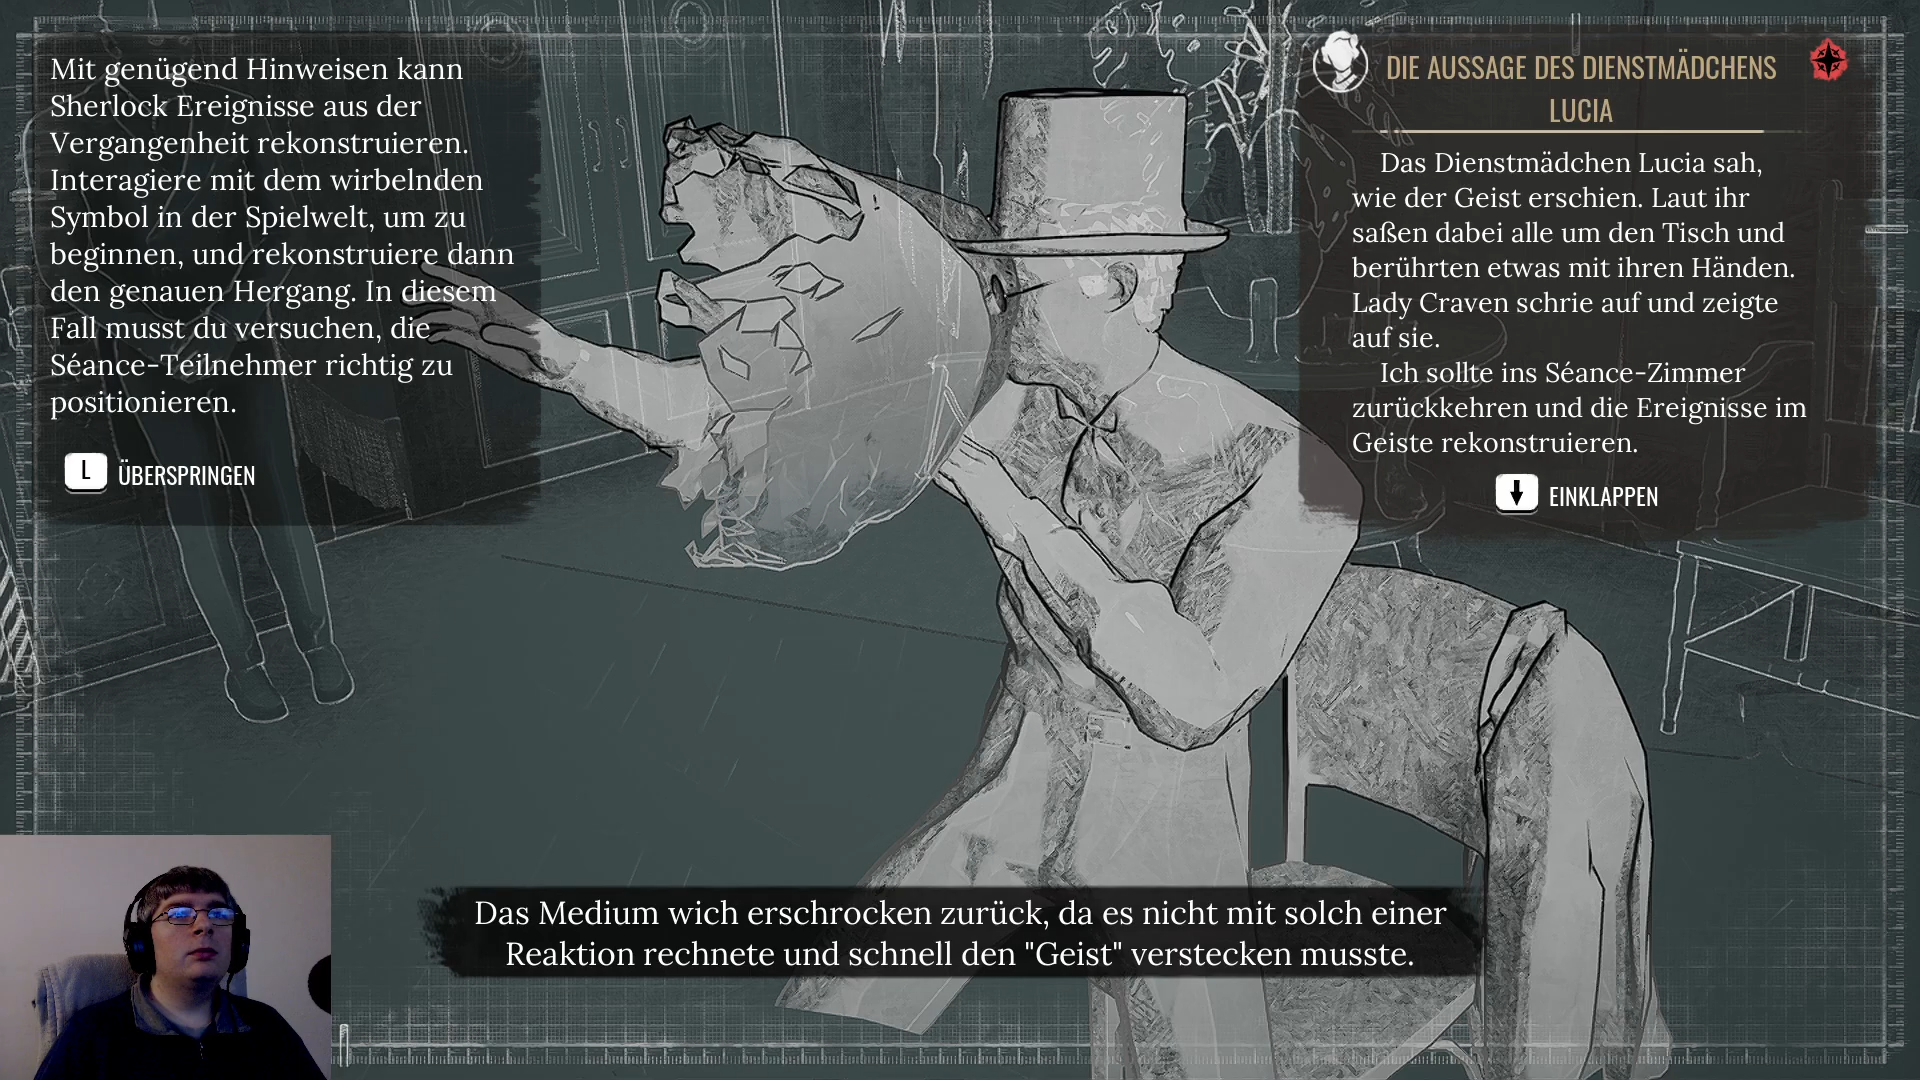 Mit genügend Hinweisen kann
Sherlock Ereignisse aus der
Vergangenheit rekonstruieren.
Interagiere mit dem wirbelnden
Symbol in der Spielwelt, um zu
beginnen, und rekonstruiere dann
den genauen Hergang. In diesem
Fall musst du versuchen, die
Séance-Teilnehmer richtig zu
positionieren.
L ÜBERSPRINGEN
DIE AUSSAGE DES DIENSTMÄDCHENS
LUCIA
Das Dienstmädchen Lucia sah,
wie der Geist erschien. Laut ihr
saßen dabei alle um den Tisch und
berührten etwas mit ihren Händen.
Lady Craven schrie auf und zeigte
auf sie.
Ich sollte ins Séance-Zimmer
zurückkehren und die Ereignisse im
Geiste rekonstruieren.
EINKLAPPEN
Das Medium wich erschrocken zurück, da es nicht mit solch einer
Reaktion rechnete und schnell den "Geist" verstecken musste.